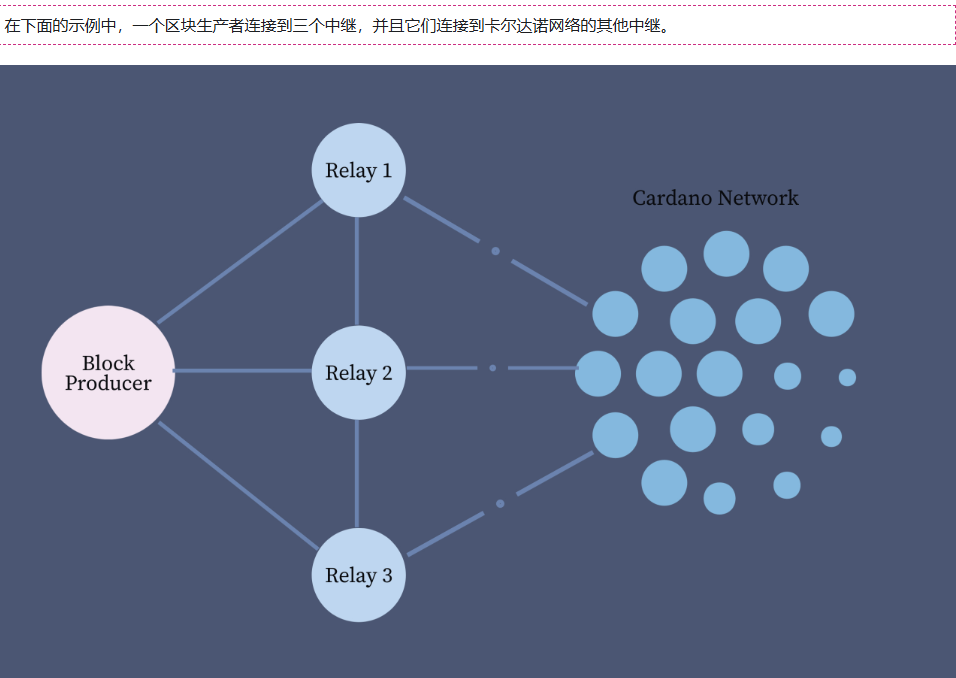 在下面的示例中，一个区块生产者连接到三个中继，并且它们连接到卡尔达诺网络的其他中继。
Relay 1
Cardano Network
Block
Producer
Relay 2
Relay 3